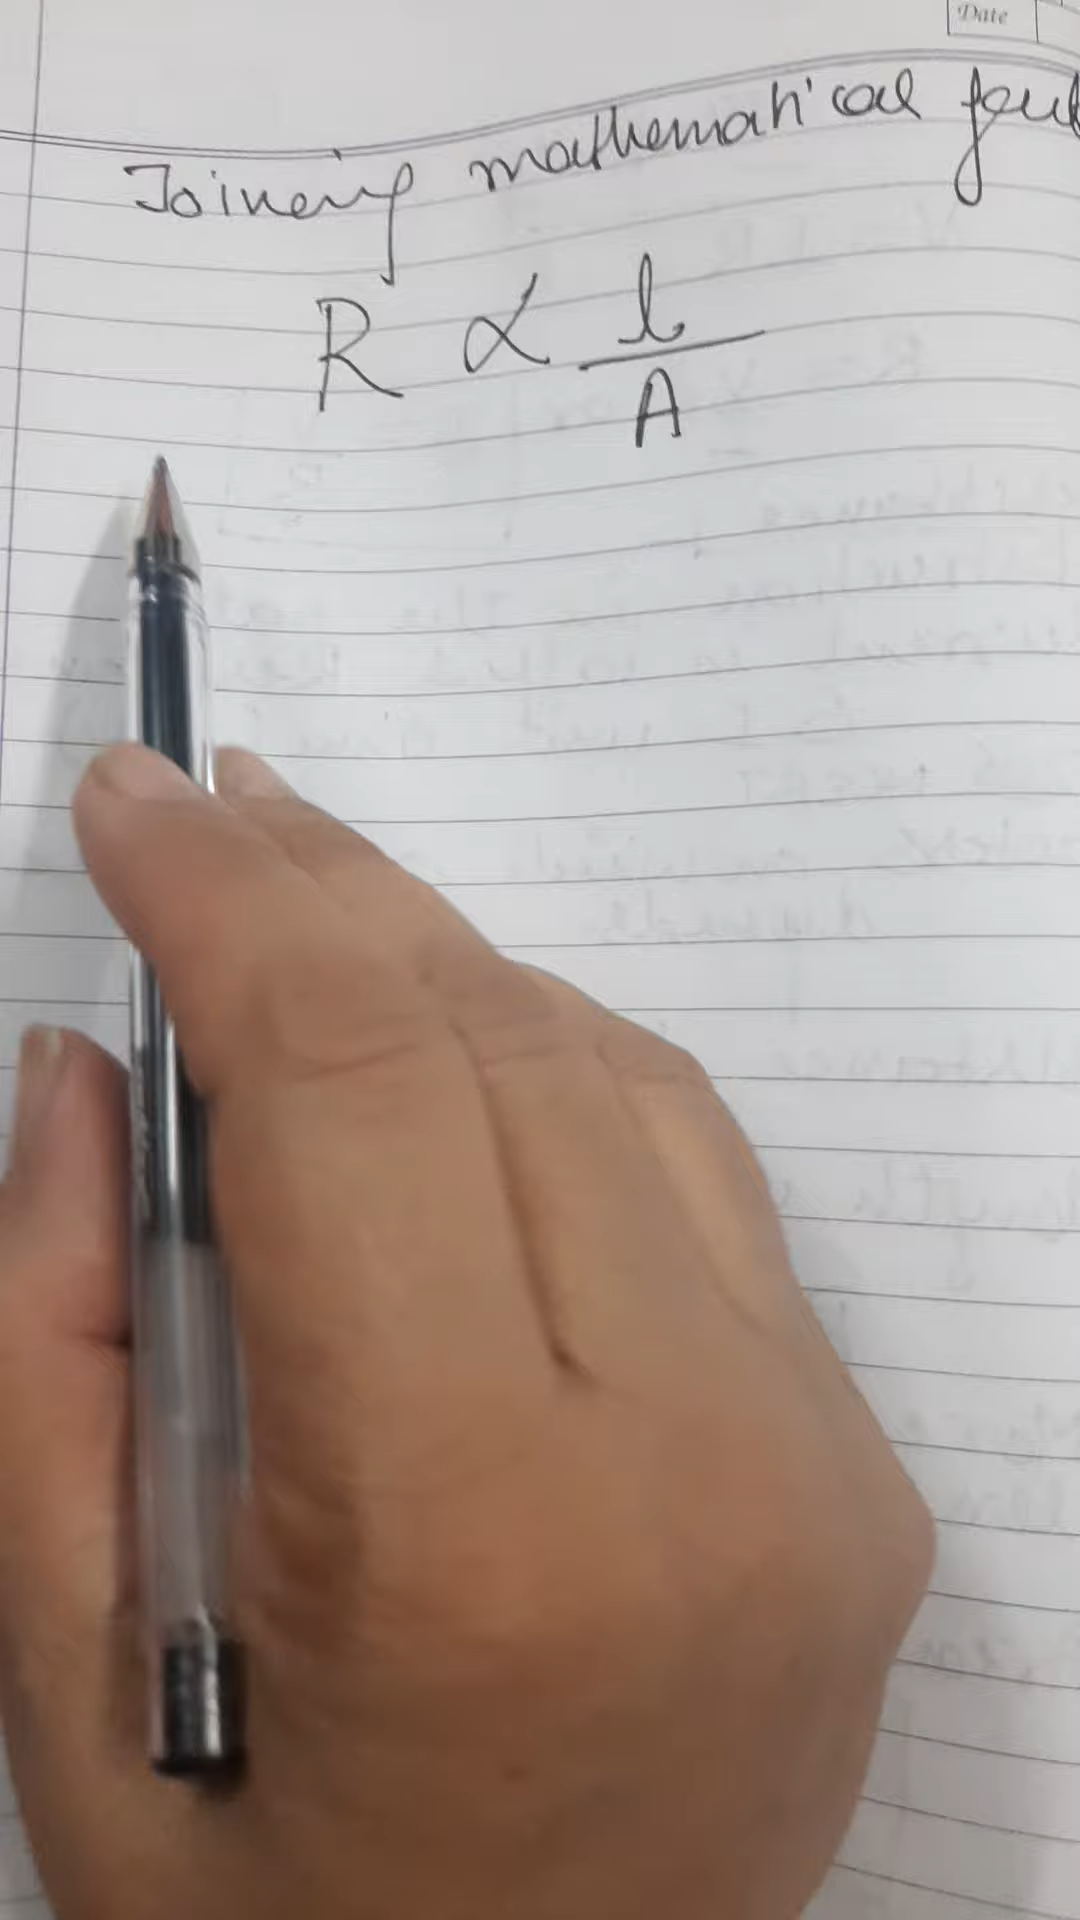 Date
Joining mathematical
R ∝ l/A